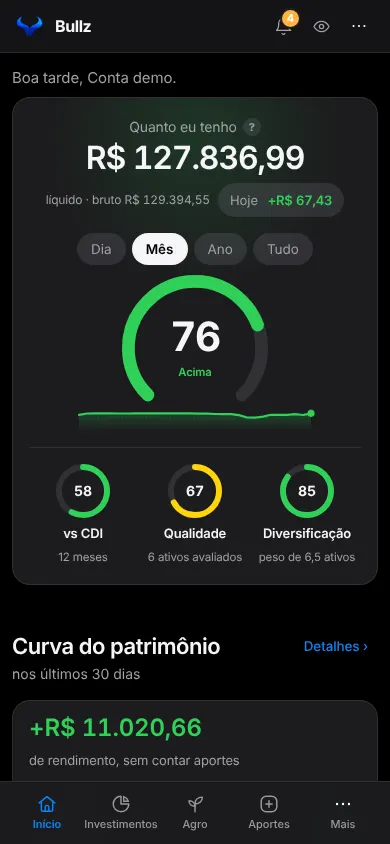 Bullz
4
Boa tarde, Conta demo.
Quanto eu tenho ?
R$ 127.836,99
líquido · bruto R$ 129.394,55 Hoje +R$ 67,43
Dia Mês Ano Tudo
76
Acima
58 67 85
vs CDI Qualidade Diversificação
12 meses 6 ativos avaliados peso de 6,5 ativos
Curva do patrimônio Detalhes ›
nos últimos 30 dias
+R$ 11.020,66
de rendimento, sem contar aportes
Início Investimentos Agro Aportes Mais